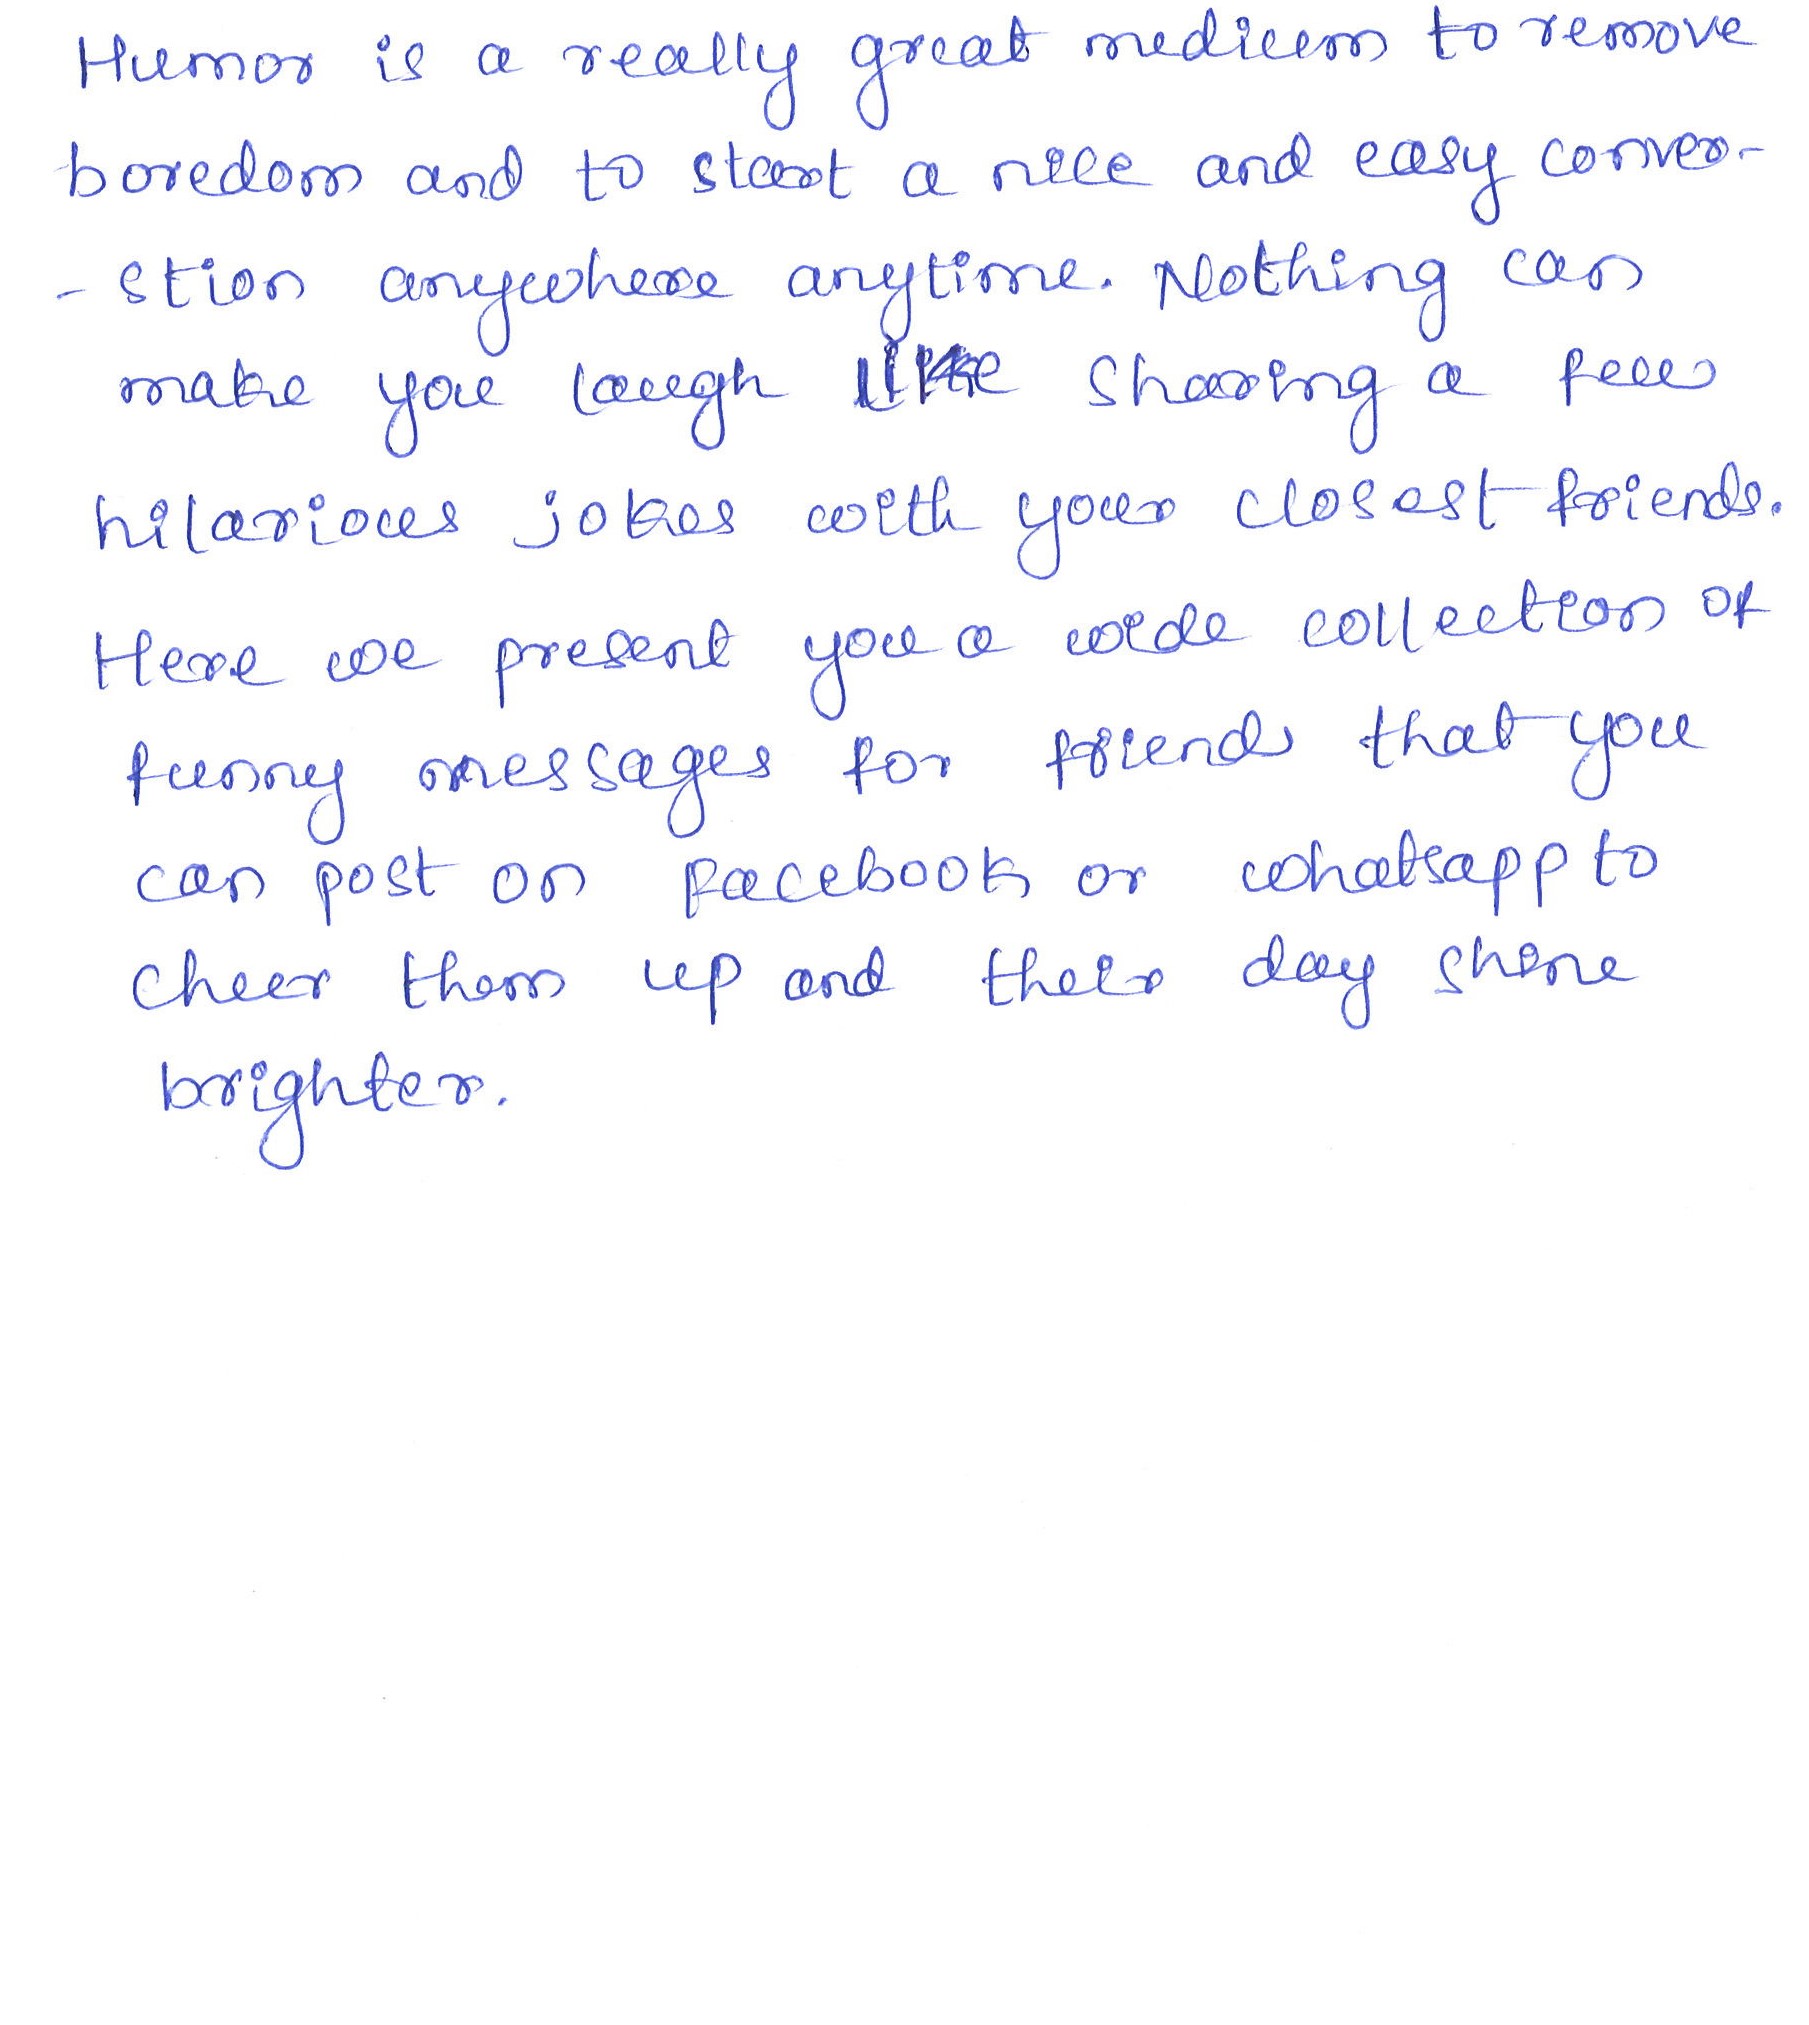 Humor is a really great medium to remove
boredom and to start a nice and easy conver-
-stion anywhere anytime. Nothing can
make you laugh like sharing a few
hilarious jokes with your closest friends.
Here we present you a wide collection of
funny messages for friends that you
can post on Facebook or whatsapp to
cheer them up and their day shine
brighter.